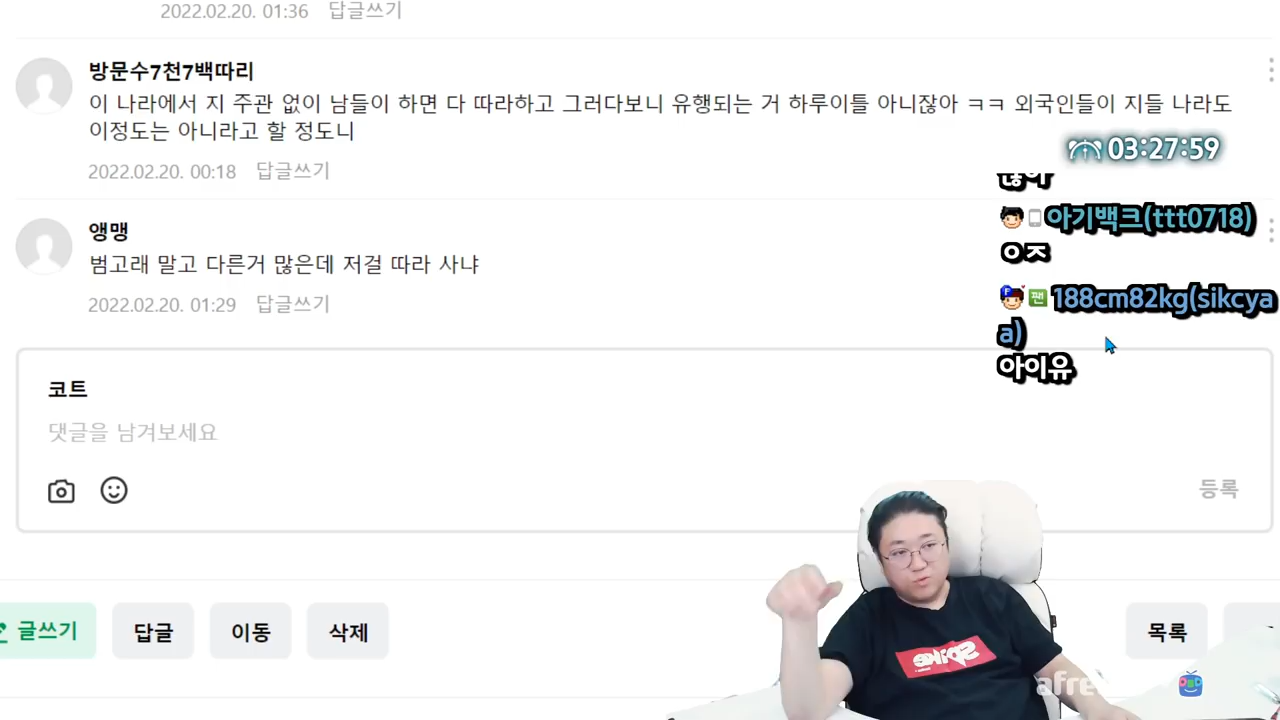 2022.02.20. 01:36 답글쓰기
방문수7천7백따리
이 나라에서 지 주관 없이 남들이 하면 다 따라하고 그러다보니 유행되는 거 하루이틀 아니잖아 ㅋㅋ 외국인들이 지들 나라도
이정도는 아니라고 할 정도니
2022.02.20. 00:18 답글쓰기
03:27:59
아기백크(ttt0718)
ㅇㅈ
앵맹
범고래 말고 다른거 많은데 저걸 따라 사냐
2022.02.20. 01:29 답글쓰기
팬 188cm82kg(sikcya
a)
아이유
코트
댓글을 남겨보세요
등록
글쓰기 답글 이동 삭제 목록